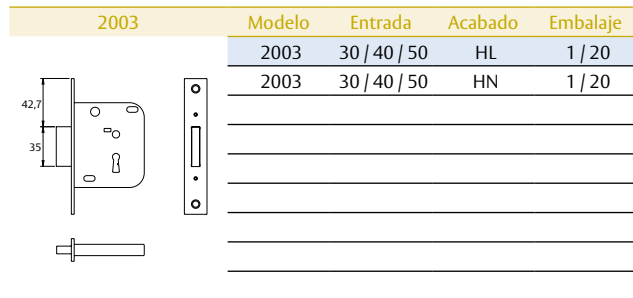 2003 Modelo Entrada Acabado Embalaje
2003 30 / 40 / 50 HL 1 / 20
2003 30 / 40 / 50 HN 1 / 20
42,7
35